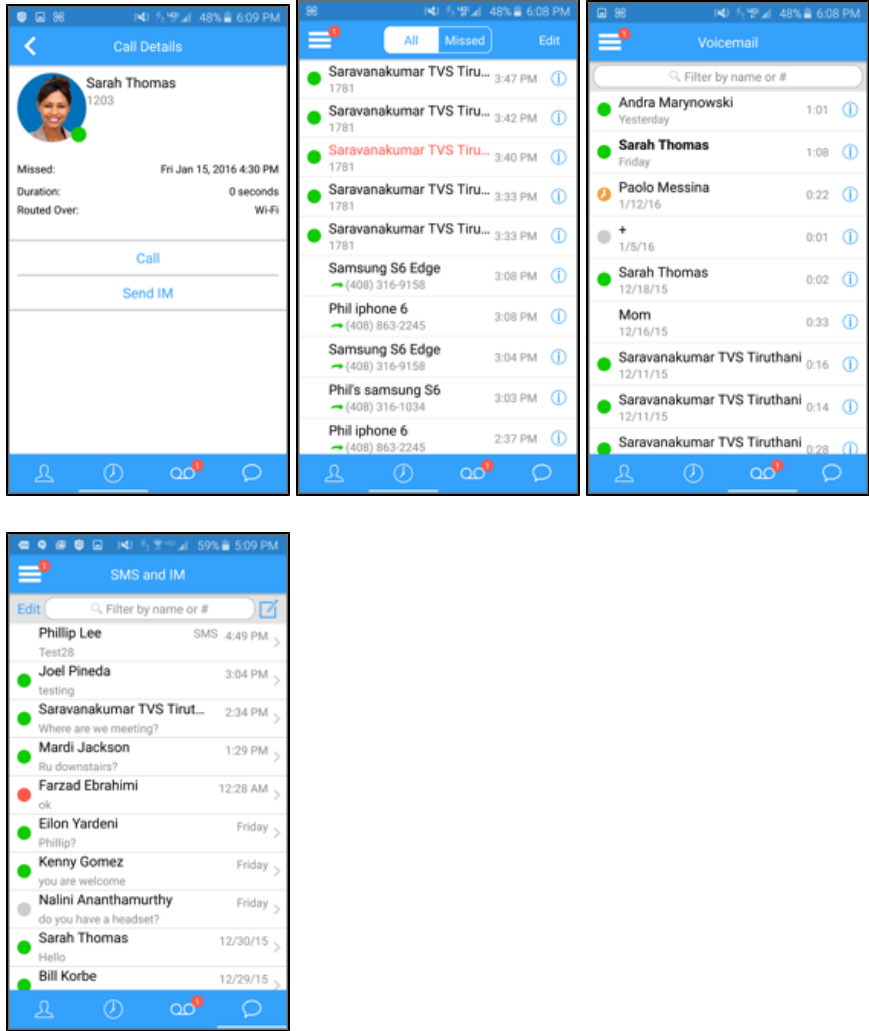 48% 6:09 PM
Call Details
Sarah Thomas
1203
Missed: Fri Jan 15, 2016 4:30 PM
Duration: 0 seconds
Routed Over: Wi-Fi
Call
Send IM
1
48% 6:08 PM
1
All Missed Edit
Saravanakumar TVS Tiru... 3:47 PM
1781
Saravanakumar TVS Tiru... 3:42 PM
1781
Saravanakumar TVS Tiru... 3:40 PM
1781
Saravanakumar TVS Tiru... 3:33 PM
1781
Saravanakumar TVS Tiru... 3:33 PM
1781
Samsung S6 Edge 3:08 PM
(408) 316-9158
Phil iphone 6 3:08 PM
(408) 863-2245
Samsung S6 Edge 3:04 PM
(408) 316-9158
Phil's samsung S6 3:03 PM
(408) 316-1034
Phil iphone 6 2:37 PM
(408) 863-2245
1
48% 6:08 PM
1
Voicemail
Filter by name or #
Andra Marynowski 1:01
Yesterday
Sarah Thomas 1:08
Friday
Paolo Messina 0:22
1/12/16
+ 0:01
1/5/16
Sarah Thomas 0:02
12/18/15
Mom 0:33
12/16/15
Saravanakumar TVS Tiruthani 0:16
12/11/15
Saravanakumar TVS Tiruthani 0:14
12/11/15
Saravanakumar TVS Tiruthani 0:28
1
59% 5:09 PM
1
SMS and IM
Edit Filter by name or #
Phillip Lee SMS 4:49 PM
Test28
Joel Pineda 3:04 PM
testing
Saravanakumar TVS Tirut... 2:34 PM
Where are we meeting?
Mardi Jackson 1:29 PM
Ru downstairs?
Farzad Ebrahimi 12:28 AM
ok
Eilon Yardeni Friday
Phillip?
Kenny Gomez Friday
you are welcome
Nalini Ananthamurthy Friday
do you have a headset?
Sarah Thomas 12/30/15
Hello
Bill Korbe 12/29/15
1